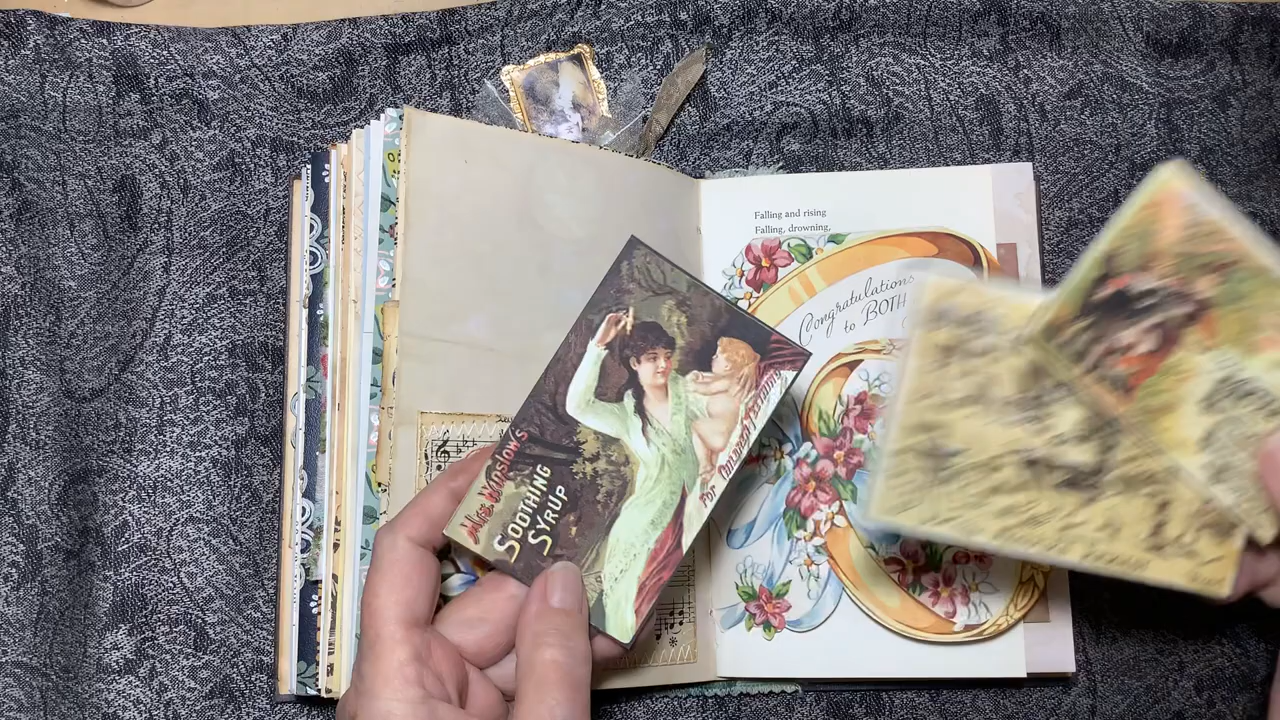 Falling and rising
Falling, drowning,
Congratulations
to BOTH
Mrs. Winslow's
SOOTHING
SYRUP
FOR CHILDREN TEETHING